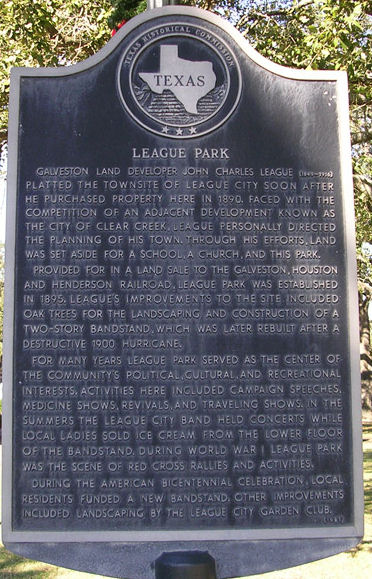 TEXAS HISTORICAL COMMISSION
TEXAS
LEAGUE PARK
GALVESTON LAND DEVELOPER JOHN CHARLES LEAGUE
PLATTED THE TOWNSITE OF LEAGUE CITY SOON AFTER
HE PURCHASED PROPERTY HERE IN 1890. FACED WITH THE
COMPETITION OF AN ADJACENT DEVELOPMENT KNOWN AS
THE CITY OF CLEAR CREEK, LEAGUE PERSONALLY DIRECTED
THE PLANNING OF HIS TOWN. THROUGH HIS EFFORTS, LAND
WAS SET ASIDE FOR A SCHOOL, A CHURCH, AND THIS PARK.
PROVIDED FOR IN A LAND SALE TO THE GALVESTON, HOUSTON
AND HENDERSON RAILROAD, LEAGUE PARK WAS ESTABLISHED
IN 1895. LEAGUE'S IMPROVEMENTS TO THE SITE INCLUDED
OAK TREES FOR THE LANDSCAPING AND CONSTRUCTION OF A
TWO-STORY BANDSTAND, WHICH WAS LATER REBUILT AFTER A
DESTRUCTIVE 1900 HURRICANE.
FOR MANY YEARS LEAGUE PARK SERVED AS THE CENTER OF
THE COMMUNITY'S POLITICAL, CULTURAL, AND RECREATIONAL
INTERESTS. ACTIVITIES HERE INCLUDED CAMPAIGN SPEECHES,
MEDICINE SHOWS, REVIVALS, AND TRAVELING SHOWS. IN THE
SUMMERS THE LEAGUE CITY BAND HELD CONCERTS WHILE
LOCAL LADIES SOLD ICE CREAM FROM THE LOWER FLOOR
OF THE BANDSTAND. DURING WORLD WAR I LEAGUE PARK
WAS THE SCENE OF RED CROSS RALLIES AND ACTIVITIES.
DURING THE AMERICAN BICENTENNIAL CELEBRATION, LOCAL
RESIDENTS FUNDED A NEW BANDSTAND. OTHER IMPROVEMENTS
INCLUDED LANDSCAPING BY THE LEAGUE CITY GARDEN CLUB.